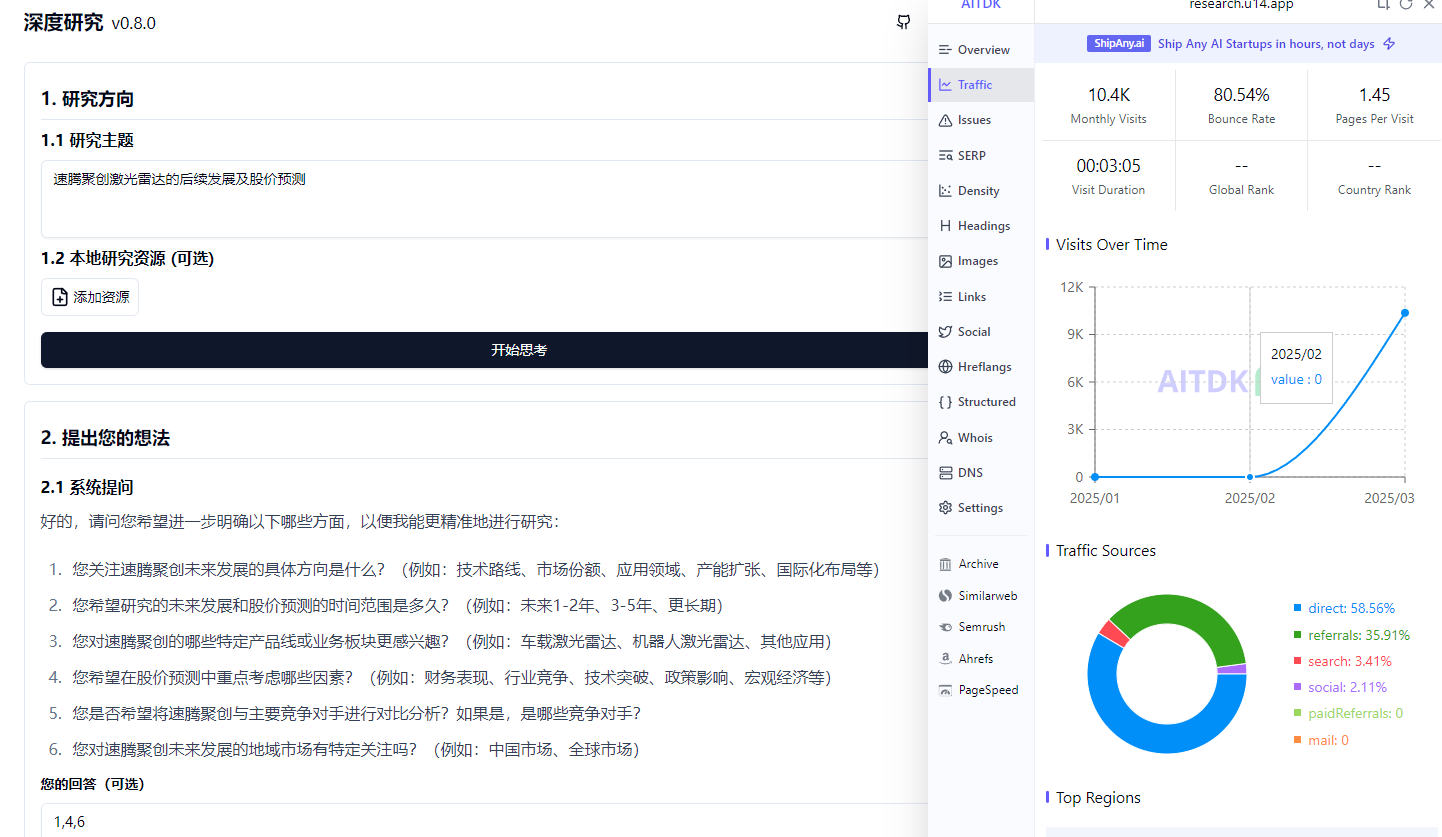 深度研究 v0.8.0
1. 研究方向
1.1 研究主题
速腾聚创激光雷达的后续发展及股价预测
1.2 本地研究资源 (可选)
添加资源
开始思考
2. 提出您的想法
2.1 系统提问
好的，请问您希望进一步明确以下哪些方面，以便我能更精准地进行研究：
1. 您关注速腾聚创未来发展的具体方向是什么？（例如：技术路线、市场份额、应用领域、产能扩张、国际化布局等）
2. 您希望研究的未来发展和股价预测的时间范围是多久？（例如：未来1-2年、3-5年、更长期）
3. 您对速腾聚创的哪些特定产品线或业务板块更感兴趣？（例如：车载激光雷达、机器人激光雷达、其他应用）
4. 您希望在股价预测中重点考虑哪些因素？（例如：财务表现、行业竞争、技术突破、政策影响、宏观经济等）
5. 您是否希望将速腾聚创与主要竞争对手进行对比分析？如果是，是哪些竞争对手？
6. 您对速腾聚创未来发展的地域市场有特定关注吗？（例如：中国市场、全球市场）
您的回答（可选）
1,4,6
AITDK
Overview
Traffic
Issues
SERP
Density
Headings
Images
Links
Social
Hreflangs
Structured
Whois
DNS
Settings
Archive
Similarweb
Semrush
Ahrefs
PageSpeed
research.u14.app
ShipAny.ai Ship Any AI Startups in hours, not days
10.4K
Monthly Visits
80.54%
Bounce Rate
1.45
Pages Per Visit
00:03:05
Visit Duration
--
Global Rank
--
Country Rank
Visits Over Time
12K
9K
6K
3K
0
AITDK
2025/02
value : 0
2025/01
2025/02
2025/03
Traffic Sources
direct: 58.56%
referrals: 35.91%
search: 3.41%
social: 2.11%
paidReferrals: 0
mail: 0
Top Regions